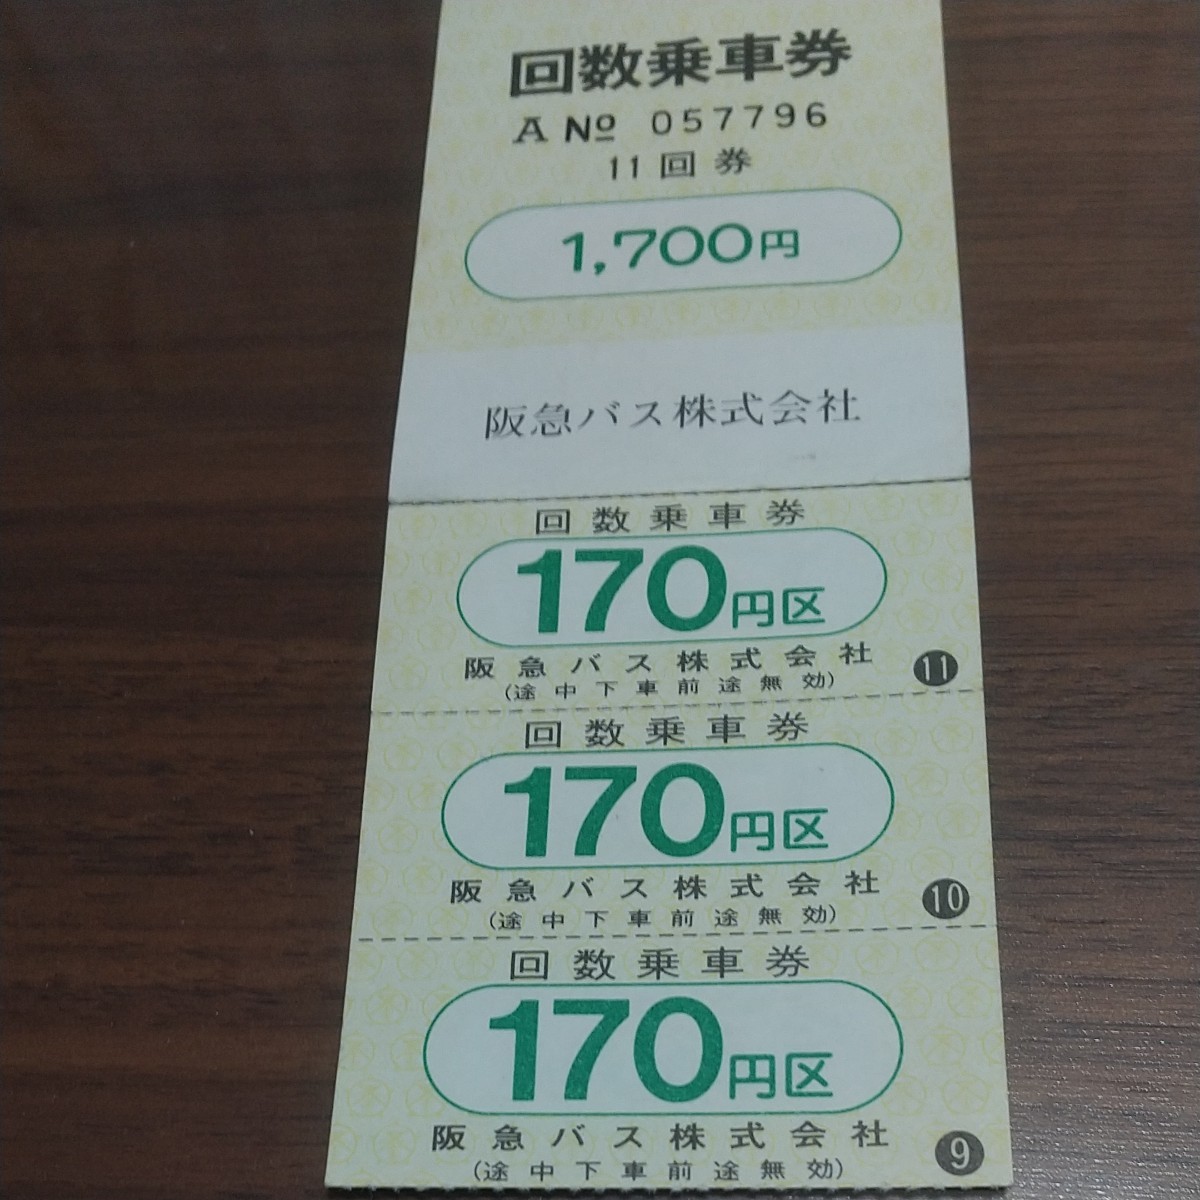 回数乗車券
A № 057796
11回券
1,700円
阪急バス株式会社
回数乗車券
170円区
阪急バス株式会社
(途中下車前途無効)
11
回数乗車券
170円区
阪急バス株式会社
(途中下車前途無効)
10
回数乗車券
170円区
阪急バス株式会社
(途中下車前途無効)
9